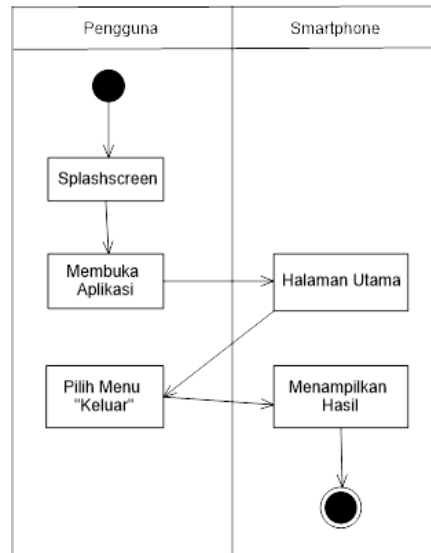 Pengguna
Smartphone
Splashscreen
Membuka
Aplikasi
Halaman Utama
Pilih Menu
"Keluar"
Menampilkan
Hasil